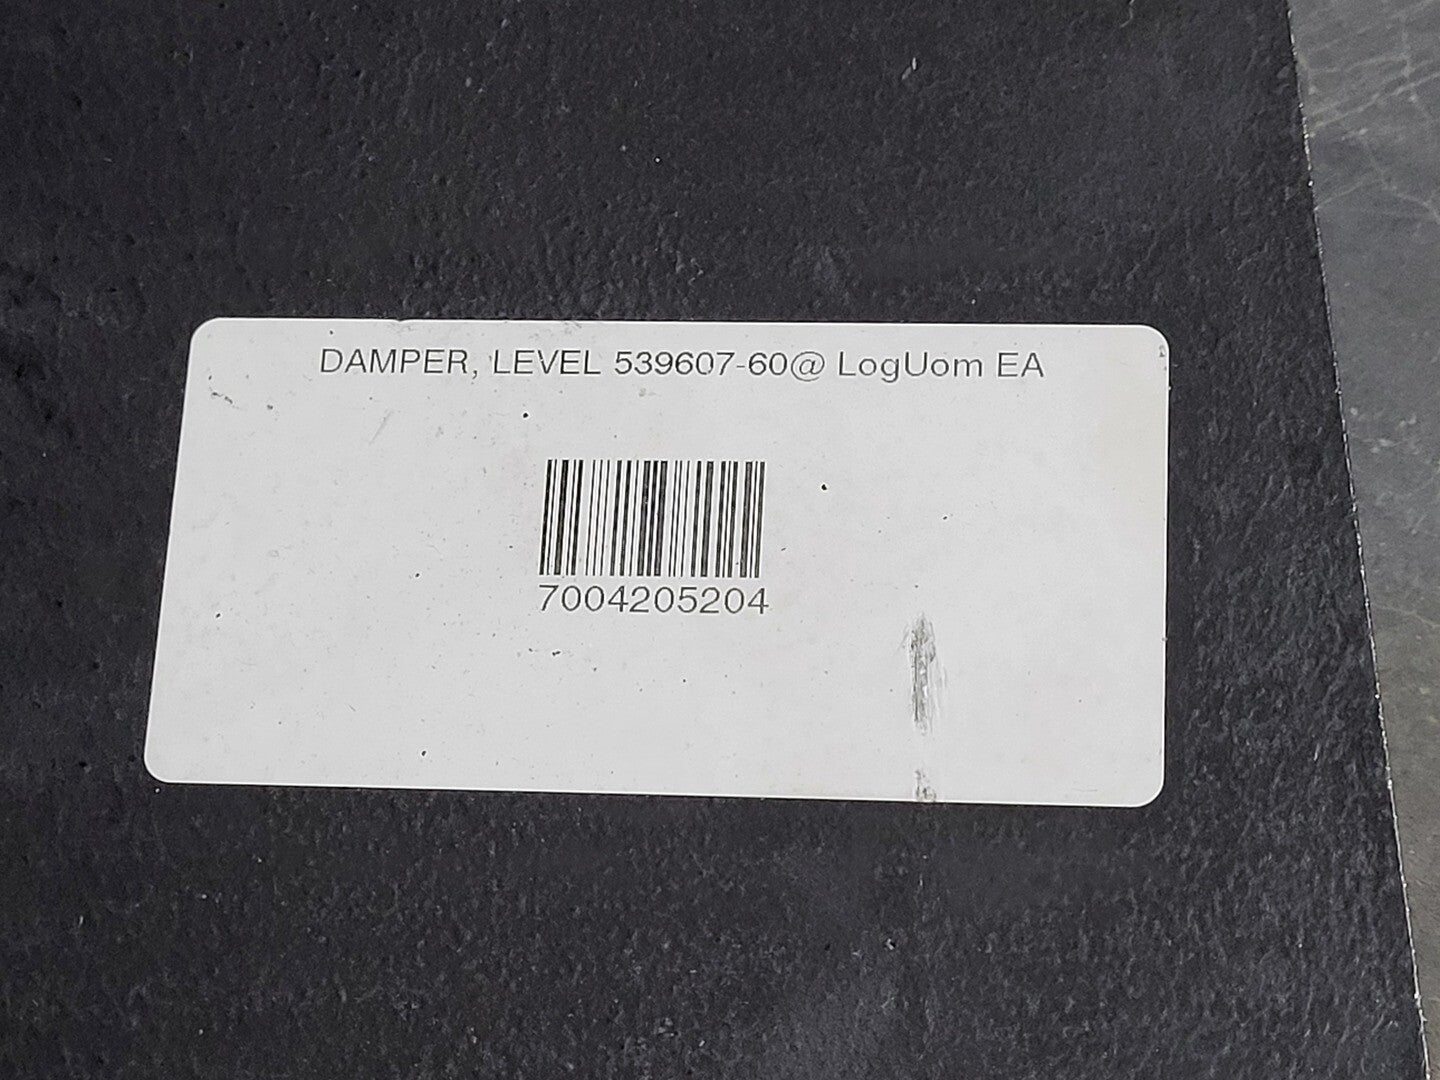 DAMPER, LEVEL 539607-60@ LogUom EA
7004205204